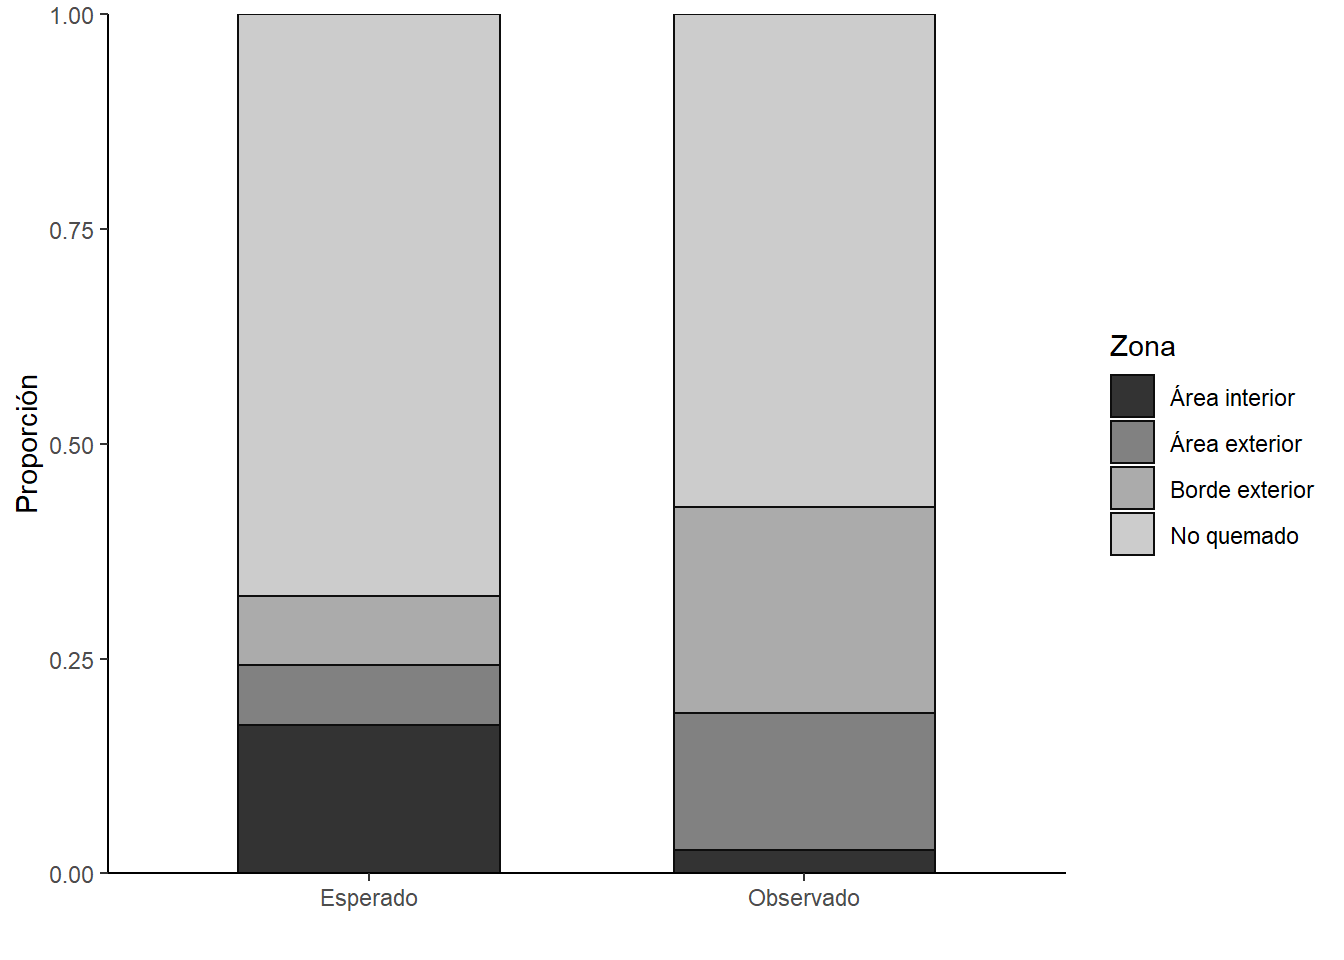 1.00
0.75
0.50
0.25
0.00
Proporción
Esperado
Observado
Zona
Área interior
Área exterior
Borde exterior
No quemado